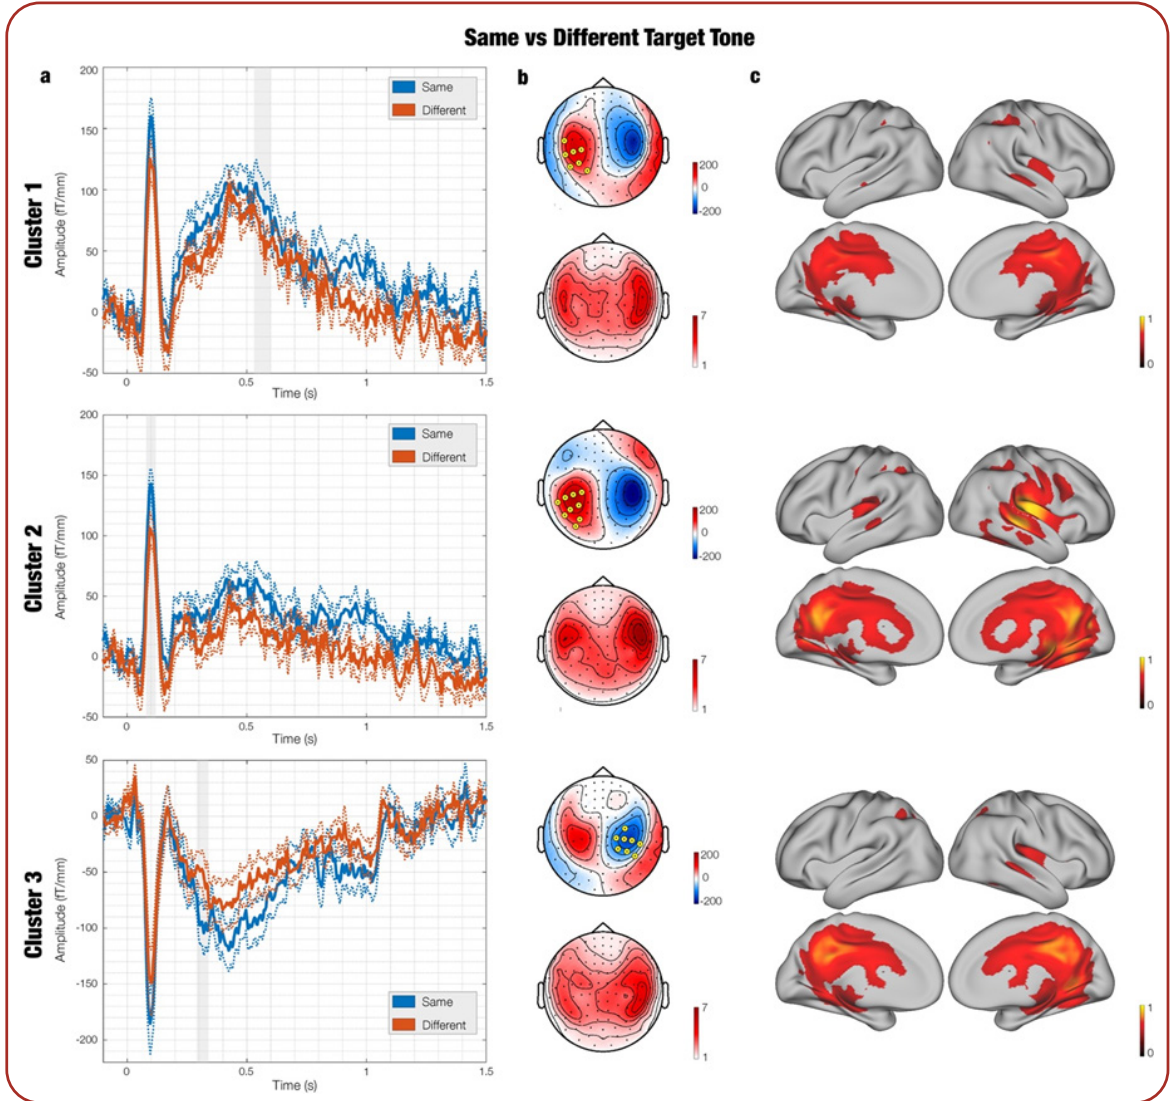 Same vs Different Target Tone
a
b
c
Cluster 1
Amplitude (fT/mm)
200
150
100
50
0
-50
Same
Different
0
0.5
1
1.5
Time (s)
200
0
-200
7
1
1
0
Cluster 2
Amplitude (fT/mm)
200
150
100
50
0
-50
Same
Different
0
0.5
1
1.5
Time (s)
200
0
-200
7
1
1
0
Cluster 3
Amplitude (fT/mm)
50
0
-50
-100
-150
-200
Same
Different
0
0.5
1
1.5
Time (s)
200
0
-200
7
1
1
0